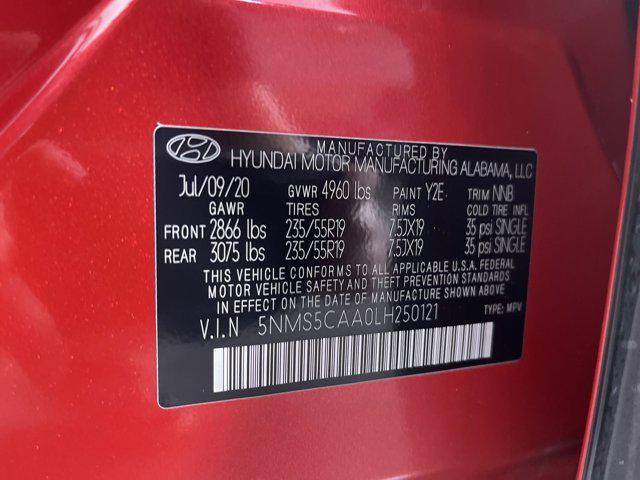 MANUFACTURED BY
HYUNDAI MOTOR MANUFACTURING ALABAMA, LLC
Jul/09/20 GVWR 4960 lbs PAINT Y2E TRIM NNB
GAWR TIRES RIMS COLD TIRE INFL
FRONT 2866 lbs 235/55R19 7.5JX19 35 psi SINGLE
REAR 3075 lbs 235/55R19 7.5JX19 35 psi SINGLE
THIS VEHICLE CONFORMS TO ALL APPLICABLE U.S.A. FEDERAL
MOTOR VEHICLE SAFETY AND THEFT PREVENTION STANDARDS
IN EFFECT ON THE DATE OF MANUFACTURE SHOWN ABOVE.
TYPE: MPV
V.I.N 5NMS5CAA0LH250121